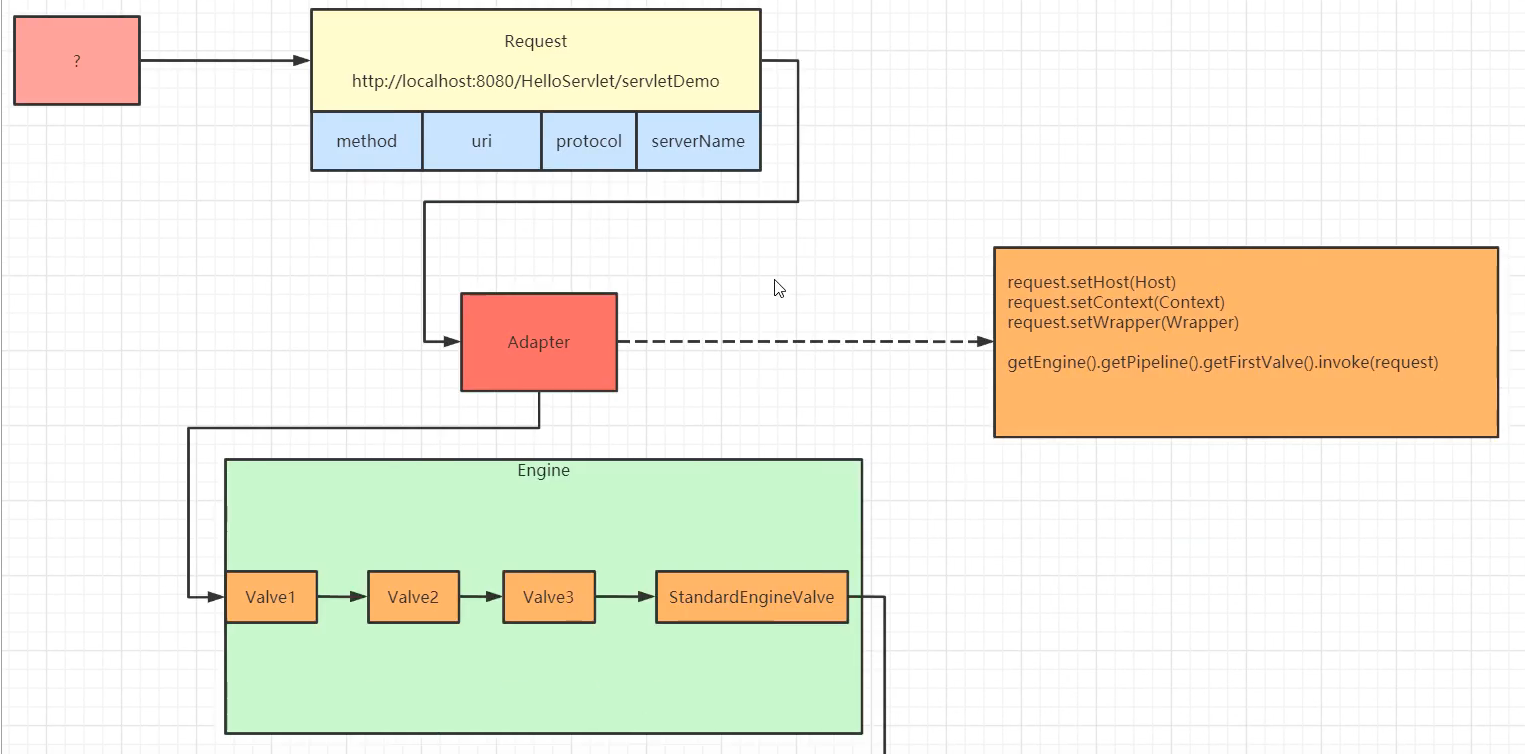 ?
Request
http://localhost:8080/HelloServlet/servletDemo
method
uri
protocol
serverName
request.setHost(Host)
request.setContext(Context)
request.setWrapper(Wrapper)
getEngine().getPipeline().getFirstValve().invoke(request)
Adapter
Engine
Valve1
Valve2
Valve3
StandardEngineValve